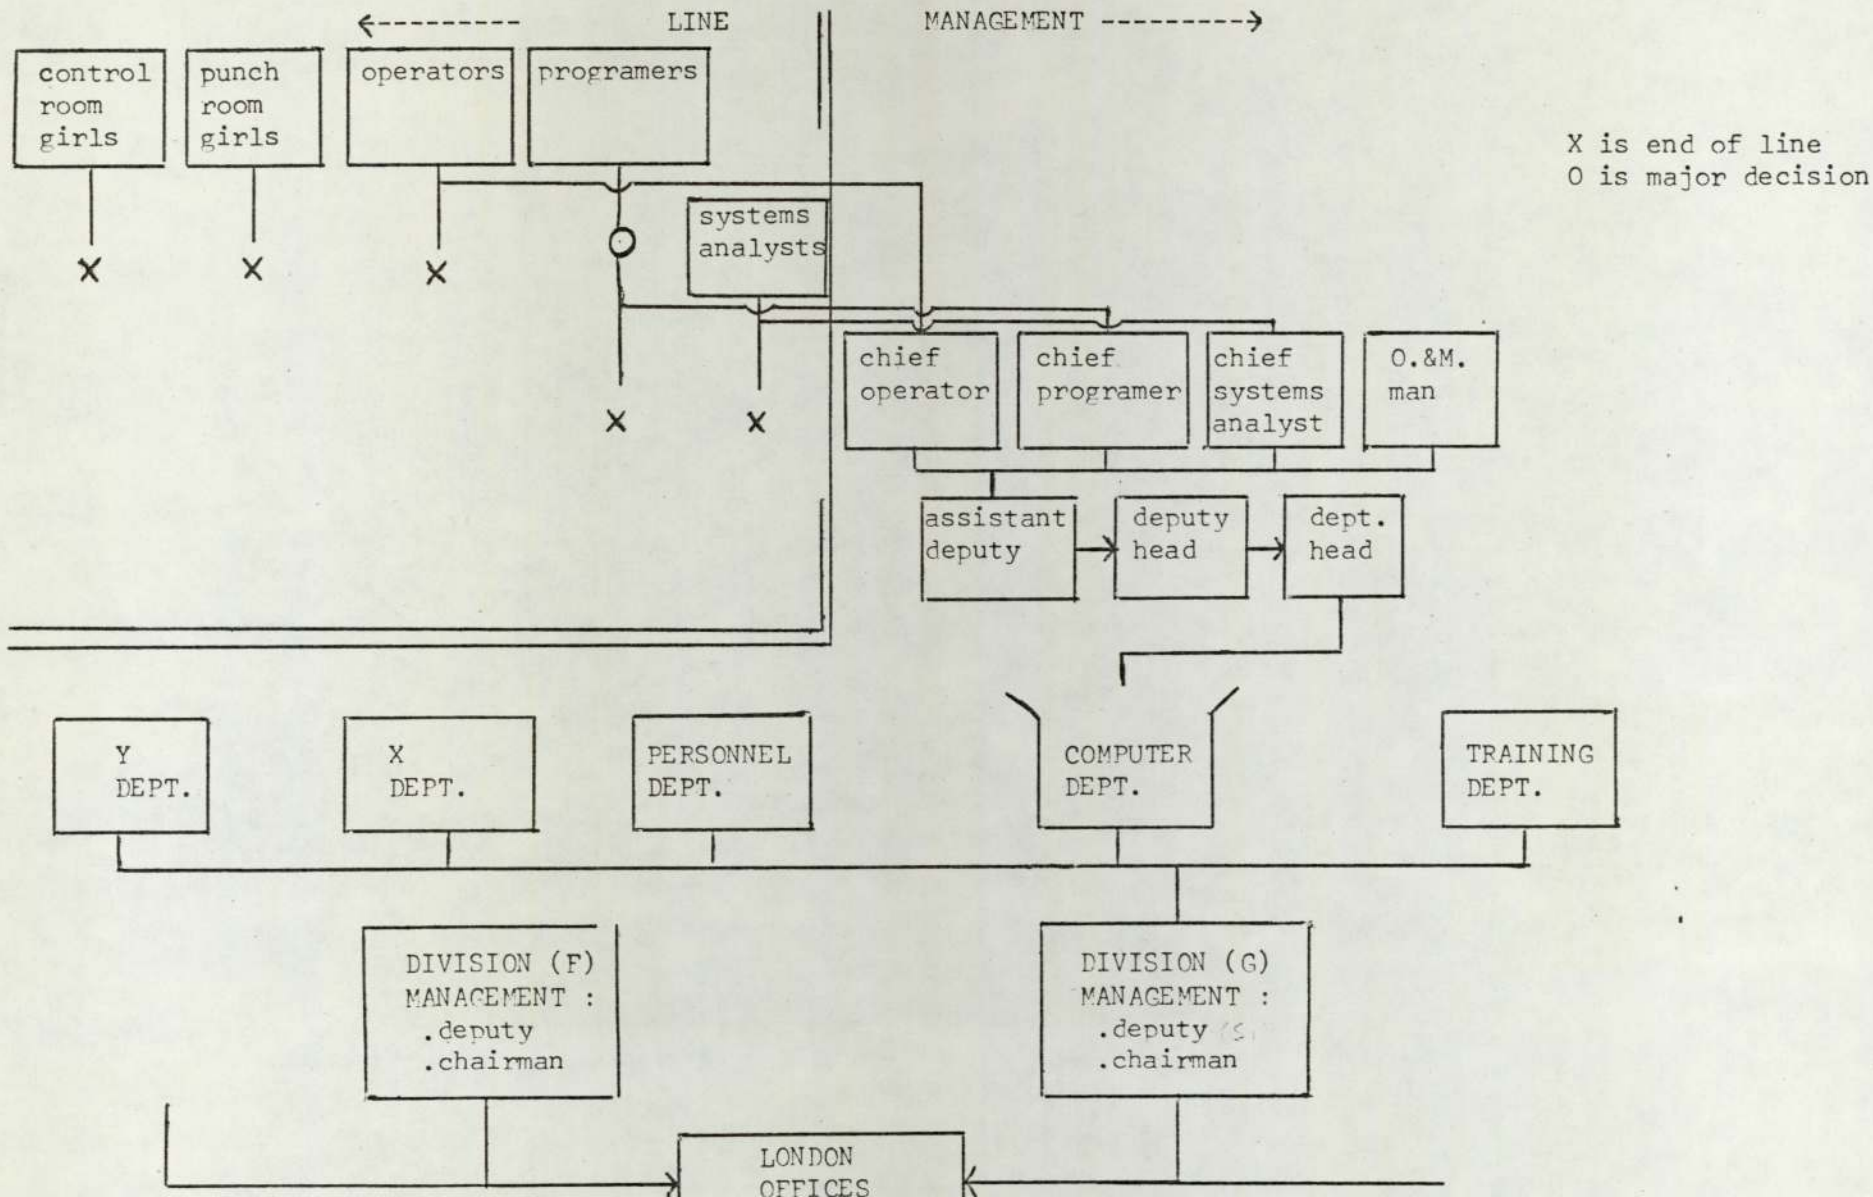 <--------- LINE
MANAGEMENT --------->
control
room
girls
punch
room
girls
operators
programers
X is end of line
O is major decision
systems
analysts
X
X
X
X
X
chief
operator
chief
programer
chief
systems
analyst
O.&M.
man
assistant
deputy
deputy
head
dept.
head
Y
DEPT.
X
DEPT.
PERSONNEL
DEPT.
COMPUTER
DEPT.
TRAINING
DEPT.
DIVISION (F)
MANAGEMENT :
.deputy
.chairman
DIVISION (G)
MANAGEMENT :
.deputy
.chairman
LONDON
OFFICES